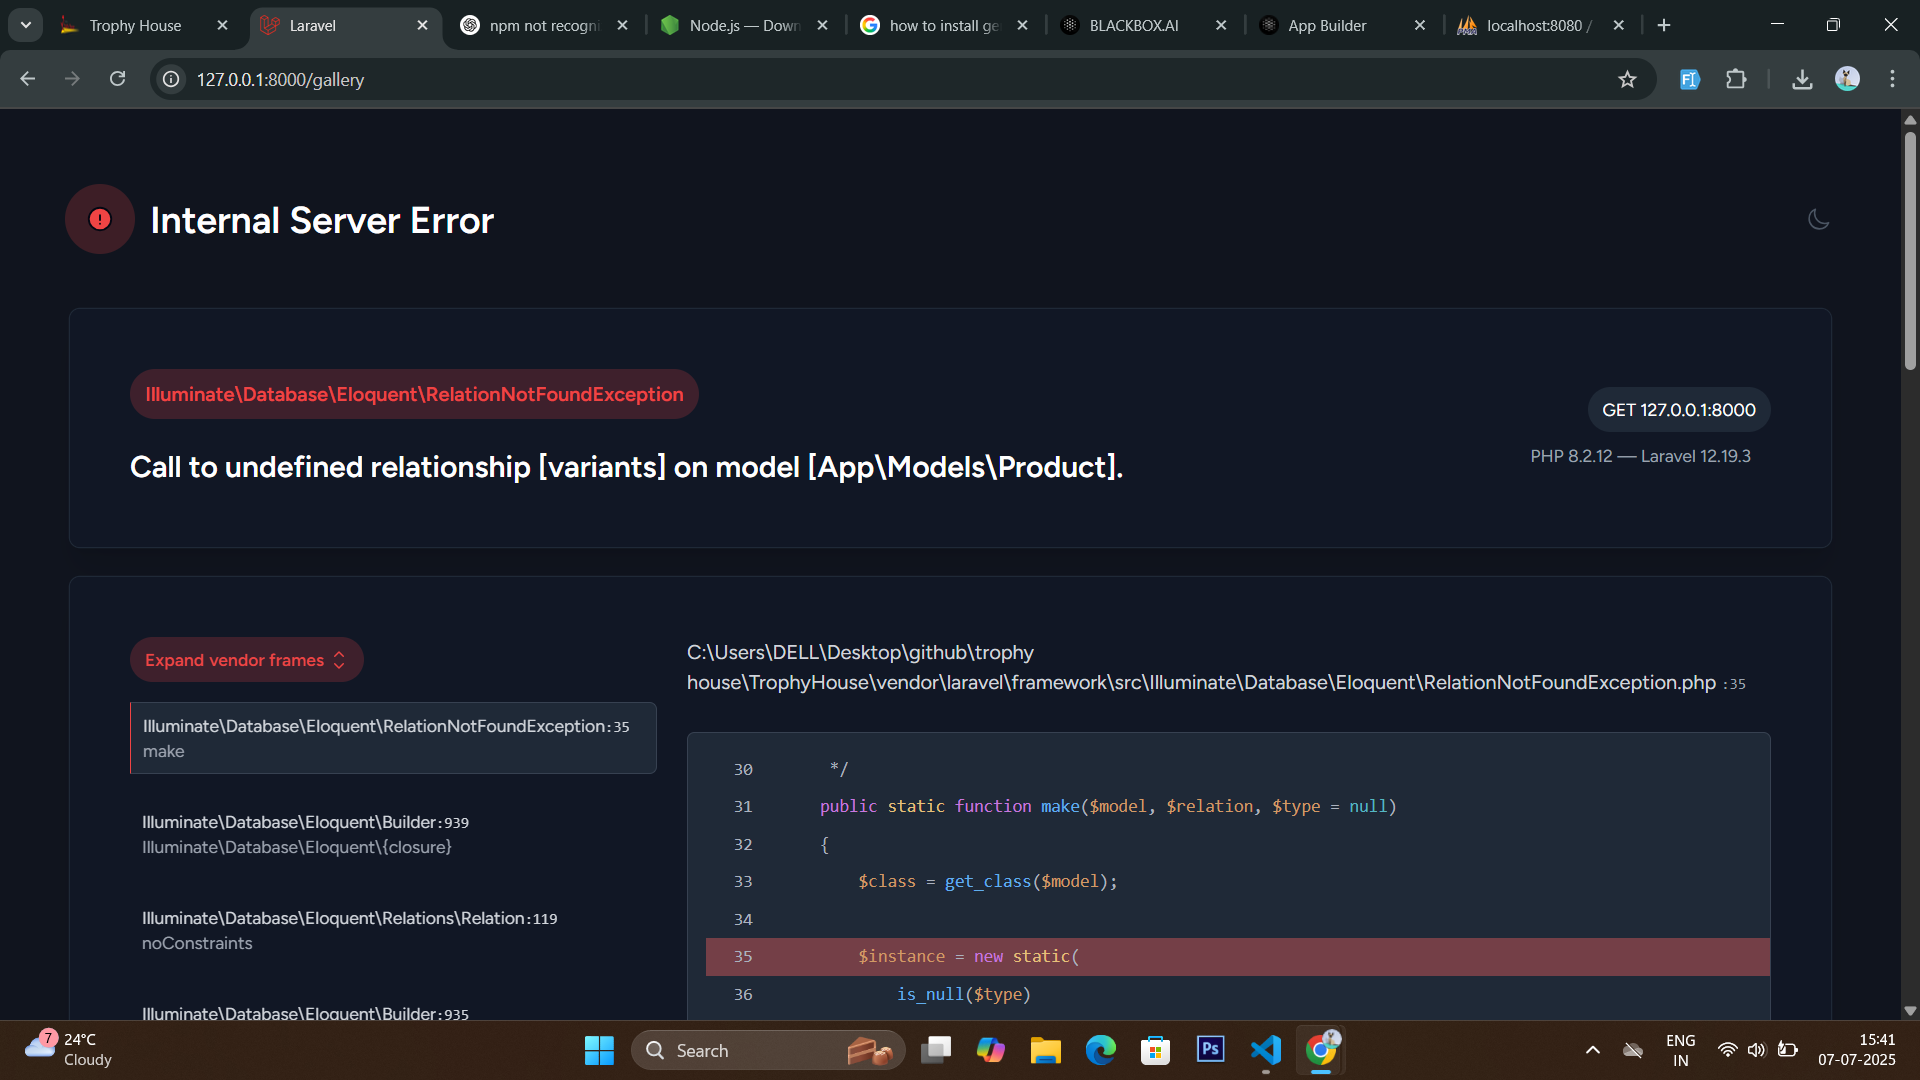 Trophy House
Laravel
npm not recogni
Node.js — Down
how to install ge
BLACKBOX.AI
App Builder
localhost:8080 /
127.0.0.1:8000/gallery
Internal Server Error
Illuminate\Database\Eloquent\RelationNotFoundException
GET 127.0.0.1:8000
Call to undefined relationship [variants] on model [App\Models\Product].
PHP 8.2.12 — Laravel 12.19.3
Expand vendor frames
Illuminate\Database\Eloquent\RelationNotFoundException:35
make
Illuminate\Database\Eloquent\Builder:939
Illuminate\Database\Eloquent\{closure}
Illuminate\Database\Eloquent\Relations\Relation:119
noConstraints
Illuminate\Database\Eloquent\Builder:935
C:\Users\DELL\Desktop\github\trophy
house\TrophyHouse\vendor\laravel\framework\src\Illuminate\Database\Eloquent\RelationNotFoundException.php :35
30 */
31 public static function make($model, $relation, $type = null)
32 {
33 $class = get_class($model);
34
35 $instance = new static(
36 is_null($type)
7
24°C
Cloudy
Search
Ps
ENG
IN
15:41
07-07-2025